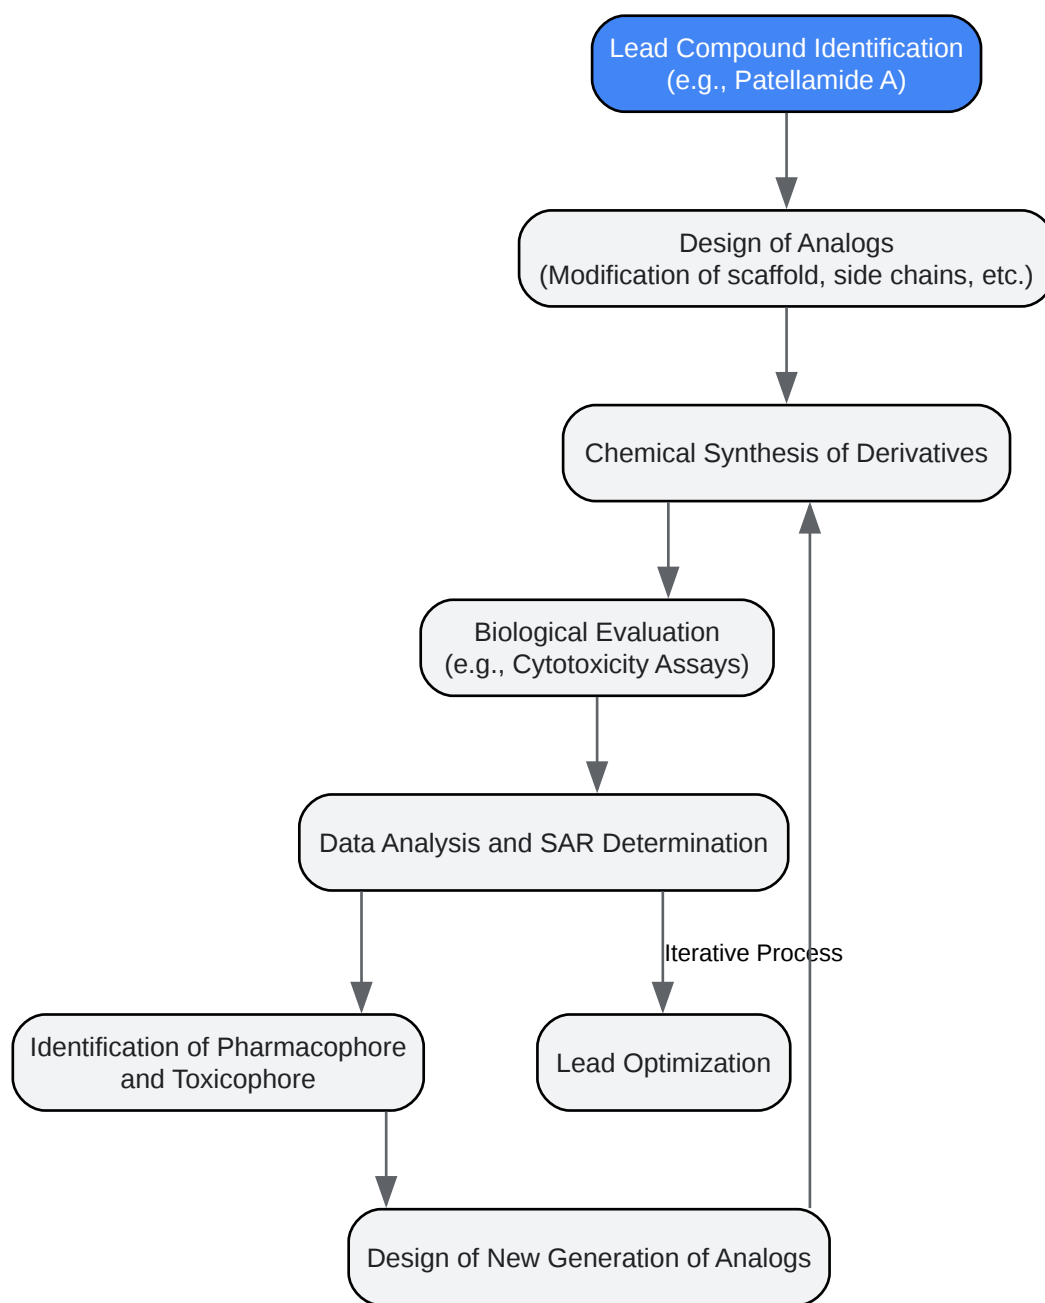 Lead Compound Identification
(e.g., Patellamide A)
Design of Analogs
(Modification of scaffold, side chains, etc.)
Chemical Synthesis of Derivatives
Biological Evaluation
(e.g., Cytotoxicity Assays)
Data Analysis and SAR Determination
Iterative Process
Identification of Pharmacophore
and Toxicophore
Lead Optimization
Design of New Generation of Analogs